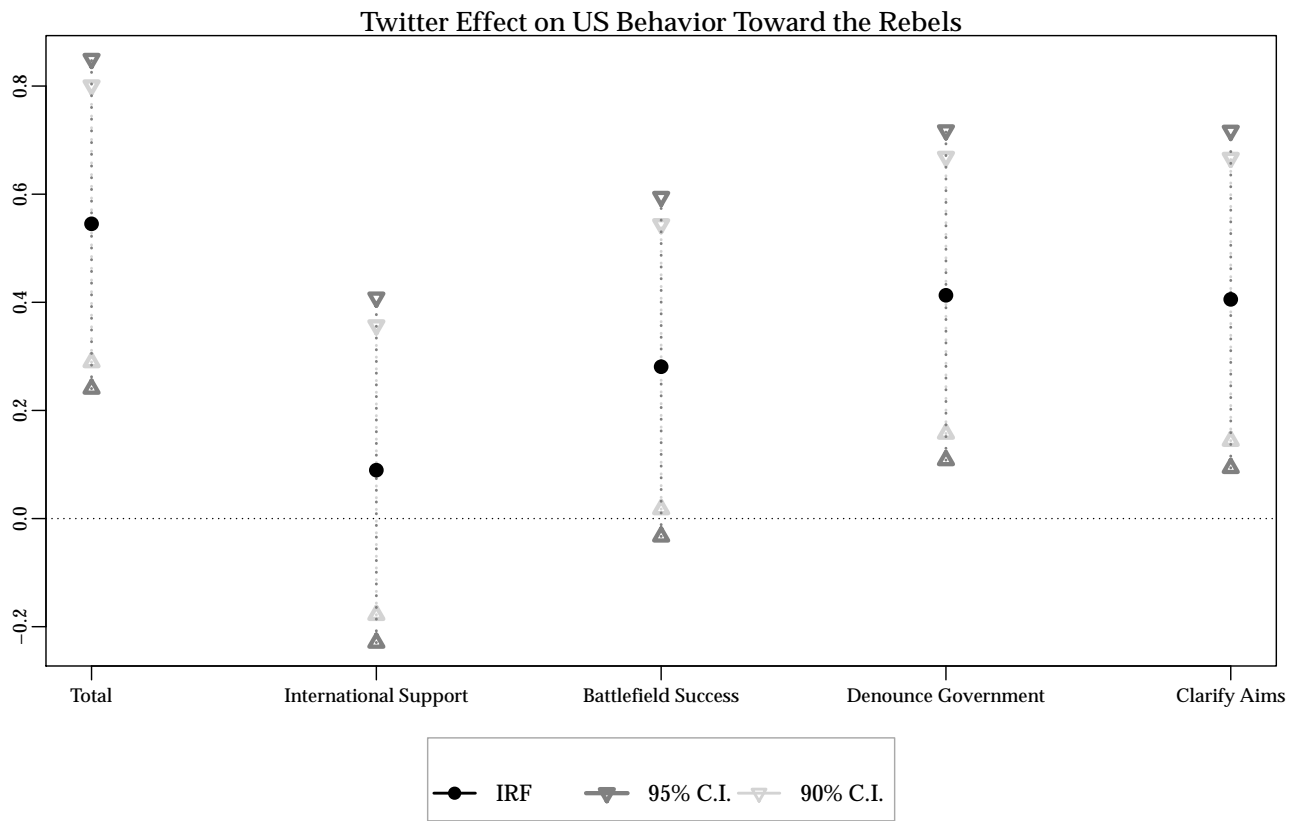 Twitter Effect on US Behavior Toward the Rebels
0.8
0.6
0.4
0.2
0.0
−0.2
Total International Support Battlefield Success Denounce Government Clarify Aims
IRF 95% C.I. 90% C.I.